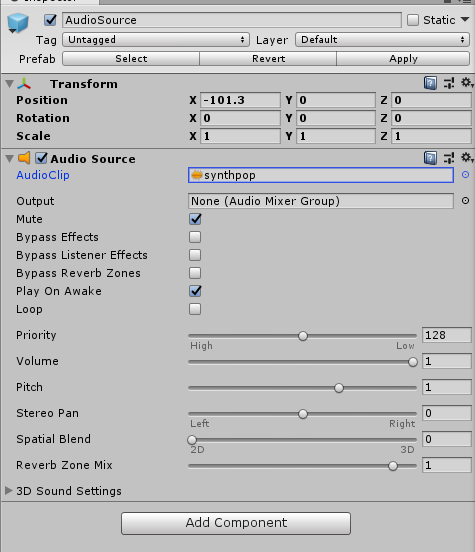 AudioSource Static
Tag Untagged Layer Default
Prefab Select Revert Apply
Transform
Position X -101.3 Y 0 Z 0
Rotation X 0 Y 0 Z 0
Scale X 1 Y 1 Z 1
Audio Source
AudioClip synthpop
Output None (Audio Mixer Group)
Mute
Bypass Effects
Bypass Listener Effects
Bypass Reverb Zones
Play On Awake
Loop
Priority 128
High Low
Volume 1
Pitch 1
Stereo Pan 0
Left Right
Spatial Blend 0
2D 3D
Reverb Zone Mix 1
3D Sound Settings
Add Component